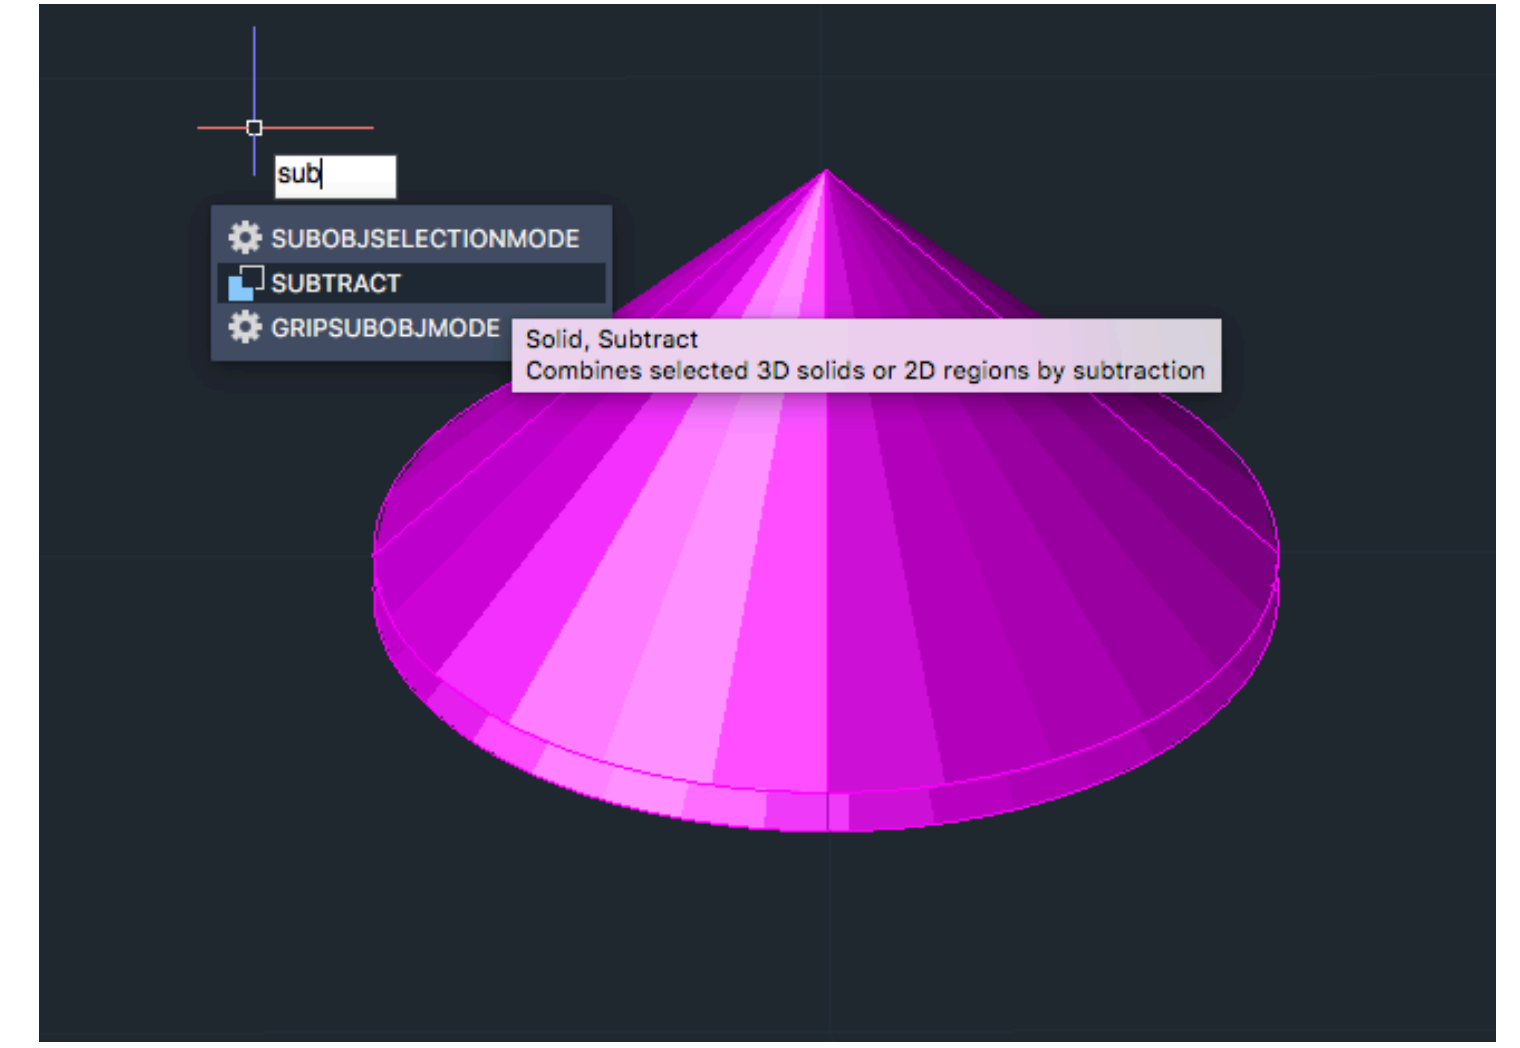 sub
SUBOBJSELECTIONMODE
SUBTRACT
GRIPSUBOBJMODE
Solid, Subtract
Combines selected 3D solids or 2D regions by subtraction